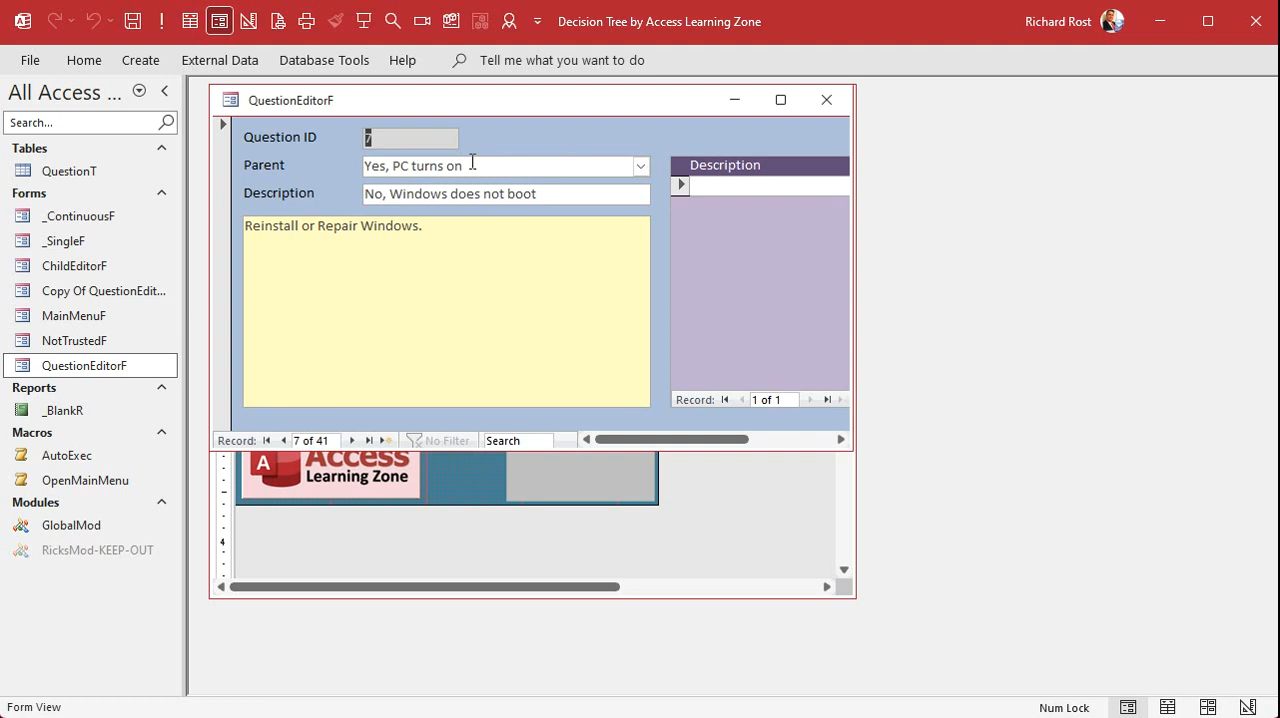 Decision Tree by Access Learning Zone
Richard Rost
File Home Create External Data Database Tools Help Tell me what you want to do
All Access ...
Search...
Tables
QuestionT
Forms
_ContinuousF
_SingleF
ChildEditorF
Copy Of QuestionEdit...
MainMenuF
NotTrustedF
QuestionEditorF
Reports
_BlankR
Macros
AutoExec
OpenMainMenu
Modules
GlobalMod
RicksMod-KEEP-OUT
QuestionEditorF
Question ID 7
Parent Yes, PC turns on
Description No, Windows does not boot
Reinstall or Repair Windows.
Description
Record: 1 of 1
Record: 7 of 41 No Filter Search
A Access
Learning Zone
4
Form View
Num Lock